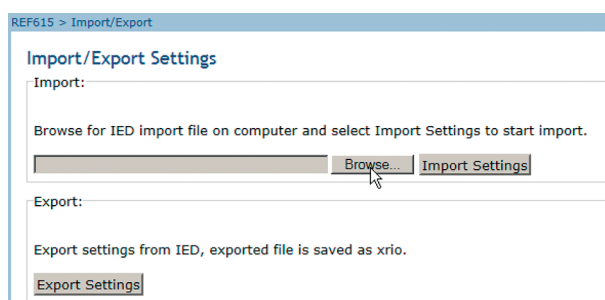 REF615 > Import/Export
Import/Export Settings
Import:
Browse for IED import file on computer and select Import Settings to start import.
Browse... Import Settings
Export:
Export settings from IED, exported file is saved as xrio.
Export Settings